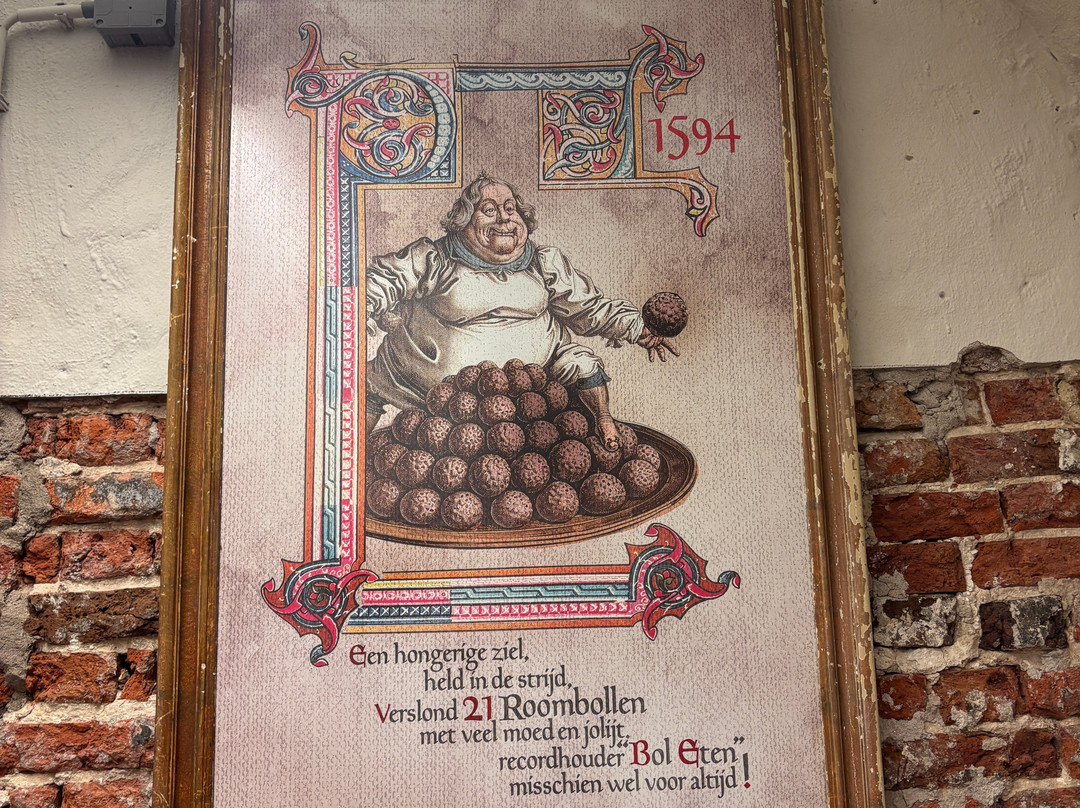 1594
Een hongerige ziel,
held in de strijd,
Verslond 21 Roombollen
met veel moed en jolijt,
recordhouder "Bol Eten"
misschien wel voor altijd!